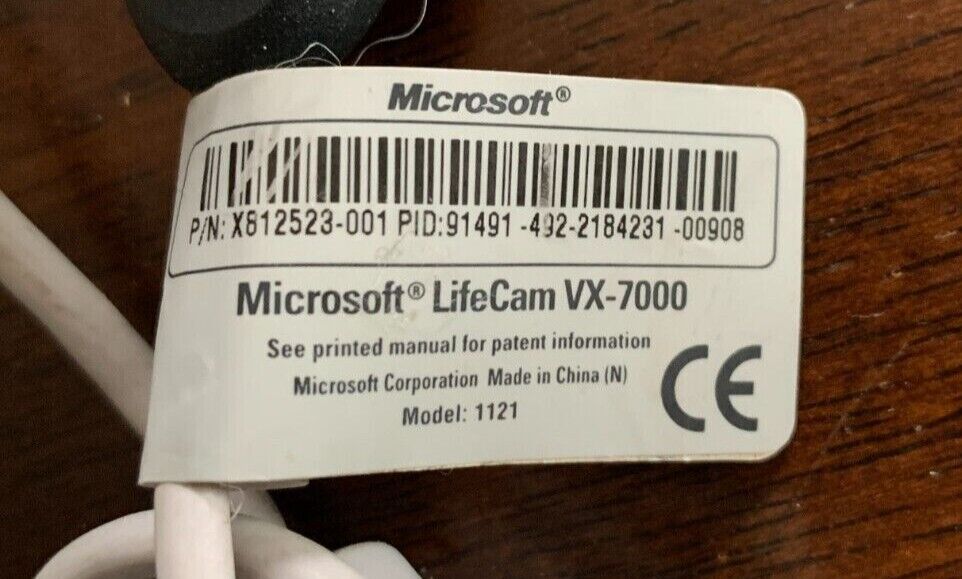 Microsoft®
P/N: X812523-001 PID:91491 -492-2184231 -00908
Microsoft® LifeCam VX-7000
See printed manual for patent information
Microsoft Corporation Made in China (N)
Model: 1121
CE